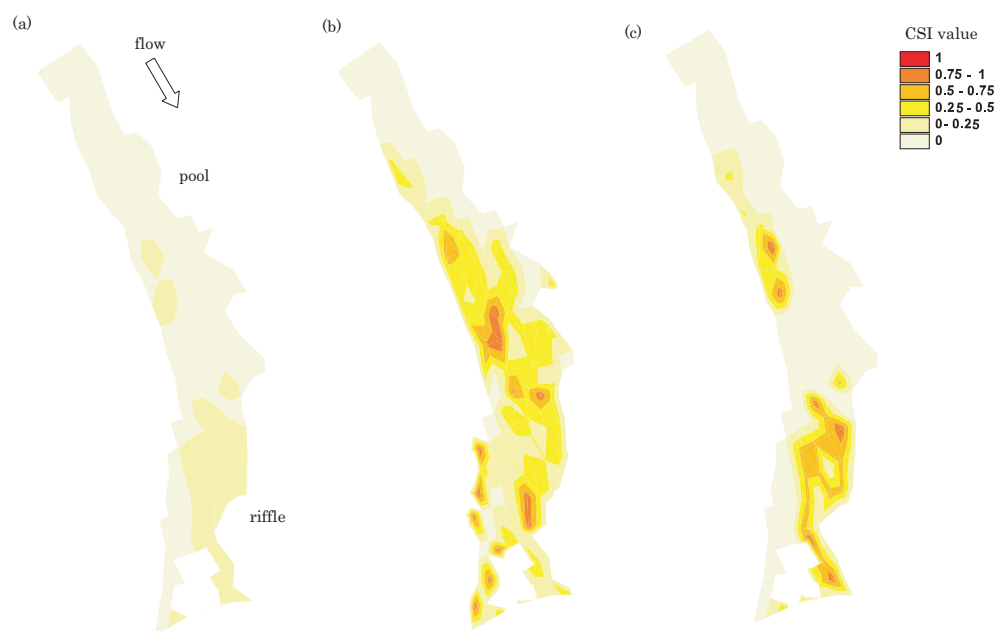 (a)
(b)
(c)
flow
pool
riffle
CSI value
1
0.75 - 1
0.5 - 0.75
0.25 - 0.5
0- 0.25
0